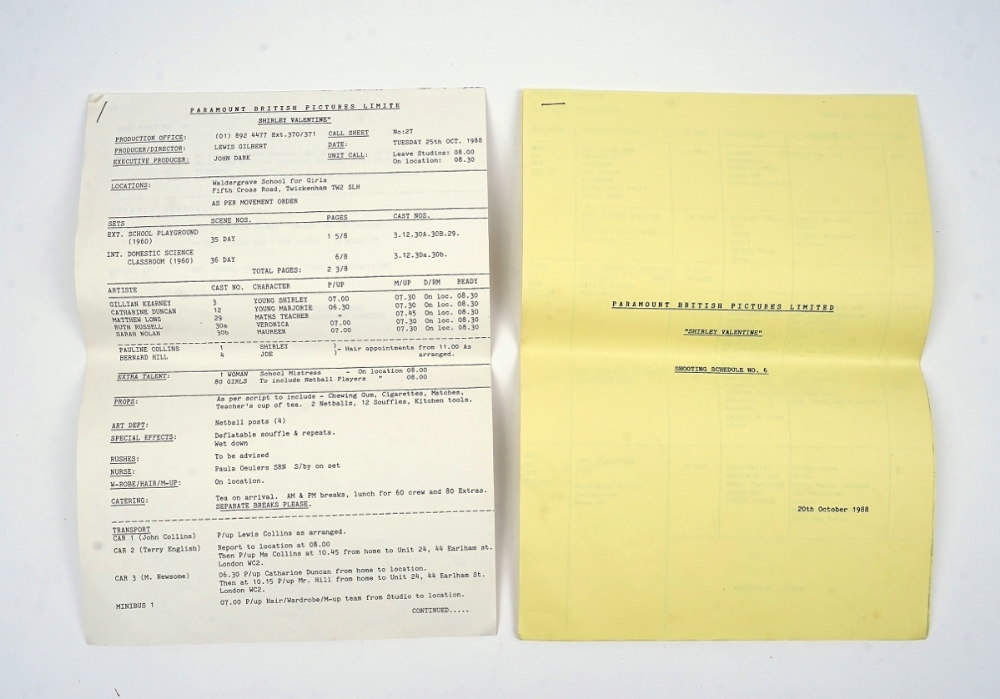 PARAMOUNT BRITISH PICTURES LIMITE
SHIRLEY VALENTINE"
PRODUCTION OFFICE: (01) 892 4477 Ext.370/371 CALL SHEET No:27
PRODUCER/DIRECTOR: LEWIS GILBERT DATE: TUESDAY 25th OCT. 1988
EXECUTIVE PRODUCER: JOHN DARK UNIT CALL: Leave Studios: 08.00
On location: 08.30
LOCATIONS: Waldergrave School for Girls
Fifth Cross Road, Twickenham TW2 5LH
AS PER MOVEMENT ORDER
SETS SCENE NOS. PAGES CAST NOS.
EXT. SCHOOL PLAYGROUND (1960) 35 DAY 1 5/8 3.12.30A.30B.29.
INT. DOMESTIC SCIENCE CLASSROOM (1960) 36 DAY 6/8 3.12.30a.30b.
TOTAL PAGES: 2 3/8
ARTISTE CAST NO. CHARACTER P/UP M/UP D/RM READY
GILLIAN KEARNEY 3 YOUNG SHIRLEY 07.00 07.30 On loc. 08.30
CATHARINE DUNCAN 12 YOUNG MARJORIE 06.30 07.30 On loc. 08.30
MATTHEW LONG 29 MATHS TEACHER " 07.45 On loc. 08.30
RUTH RUSSELL 30a VERONICA 07.00 07.30 On loc. 08.30
SARAH NOLAN 30b MAUREEN 07.00 07.30 On loc. 08.30
PAULINE COLLINS 1 SHIRLEY )- Hair appointments from 11.00 As
BERNARD HILL 4 JOE ) arranged.
EXTRA TALENT: 1 WOMAN School Mistress - On location 08.00
80 GIRLS To include Netball Players " 08.00
PROPS: As per script to include - Chewing Gum, Cigarettes, Matches,
Teacher's cup of tea. 2 Netballs, 12 Souffles, Kitchen tools.
ART DEPT: Netball posts (4)
SPECIAL EFFECTS: Deflatable souffle & repeats.
Wet down
RUSHES: To be advised
NURSE: Paula Oeulers SRN S/by on set
W-ROBE/HAIR/M-UP: On location.
CATERING: Tea on arrival. AM & PM breaks, lunch for 60 crew and 80 Extras.
SEPARATE BREAKS PLEASE.
TRANSPORT
CAR 1 (John Collins) P/up Lewis Collins as arranged.
CAR 2 (Terry English) Report to location at 08.00
Then P/up Ms Collins at 10.45 from home to Unit 24, 44 Earlham st.
London WC2.
CAR 3 (M. Newsome) 06.30 P/up Catharine Duncan from home to location.
Then at 10.15 P/up Mr. Hill from home to Unit 24, 44 Earlham St.
London WC2.
MINIBUS 1 07.00 P/up Hair/Wardrobe/M-up team from Studio to location.
CONTINUED.....
PARAMOUNT BRITISH PICTURES LIMITED
"SHIRLEY VALENTINE"
SHOOTING SCHEDULE NO. 6
20th October 1988